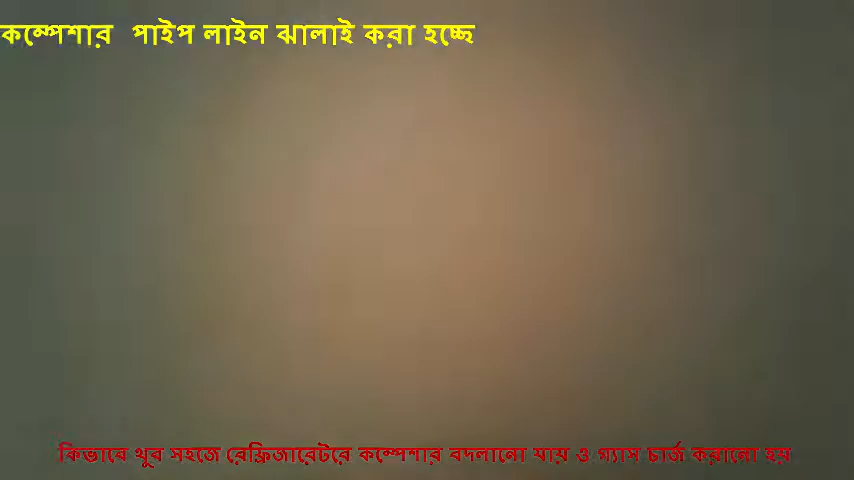 কম্পেশার পাইপ লাইন ঝালাই করা হচ্ছে
কিভাবে খুব সহজে রেফ্রিজারেটরে কম্পেশার বদলানো যায় ও গ্যাস চার্জ করানো হয়